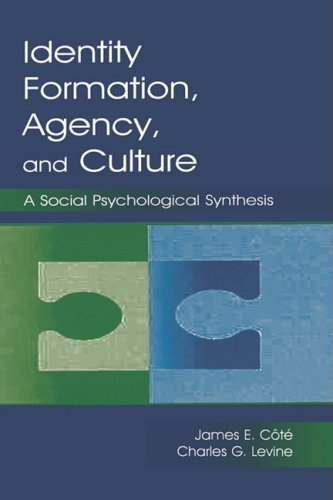 Identity
Formation,
Agency,
and Culture
A Social Psychological Synthesis
James E. Côté
Charles G. Levine